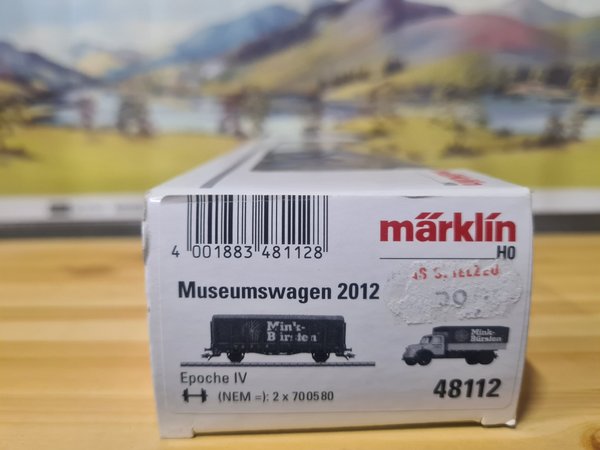 4 001883 481128
märklin
H0
Museumswagen 2012
Mink-
Bürsten
Mink-
Bürsten
Epoche IV
(NEM =): 2 x 700580
48112